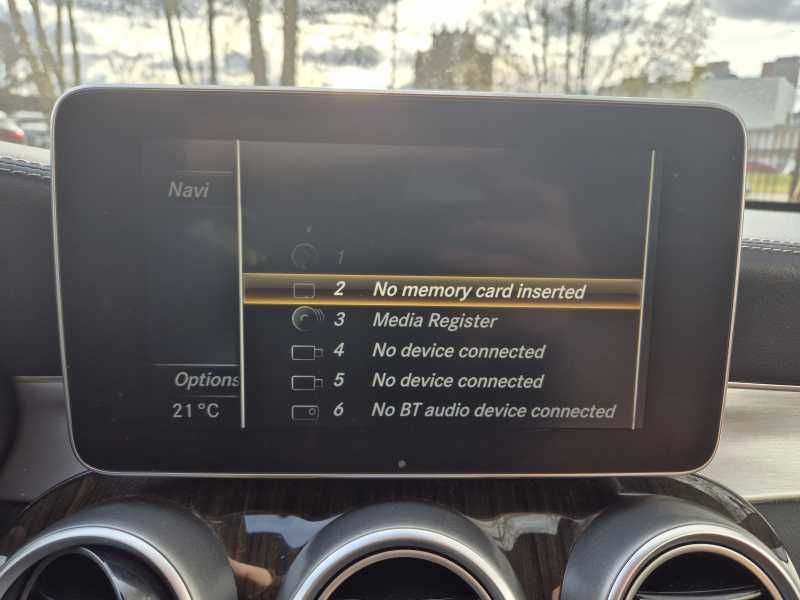 Navi
1
2 No memory card inserted
3 Media Register
4 No device connected
5 No device connected
6 No BT audio device connected
Options
21°C